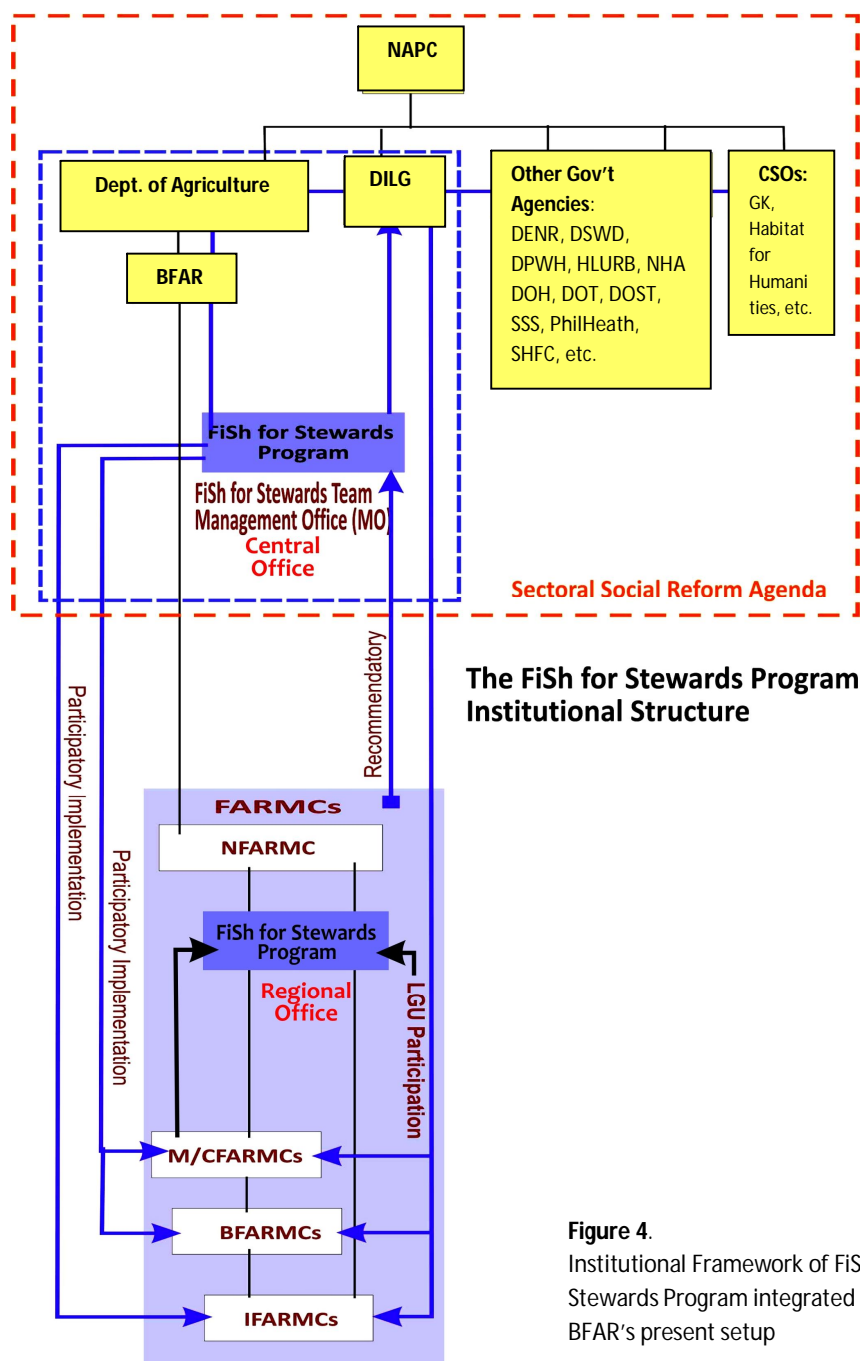 NAPC
Dept. of Agriculture
DILG
Other Gov't
Agencies:
DENR, DSWD,
DPWH, HLURB, NHA
DOH, DOT, DOST,
SSS, PhilHeath,
SHFC, etc.
CSOs:
GK,
Habitat
for
Humani
ties, etc.
BFAR
FiSh for Stewards
Program
FiSh for Stewards Team
Management Office (MO)
Central
Office
Sectoral Social Reform Agenda
The FiSh for Stewards Program
Institutional Structure
Participatory Implementation
Participatory Implementation
Recommendatory
FARMCs
NFARMC
FiSh for Stewards
Program
Regional
Office
LGU Participation
M/CFARMCs
BFARMCs
IFARMCs
Figure 4.
Institutional Framework of FiS
Stewards Program integrated
BFAR's present setup